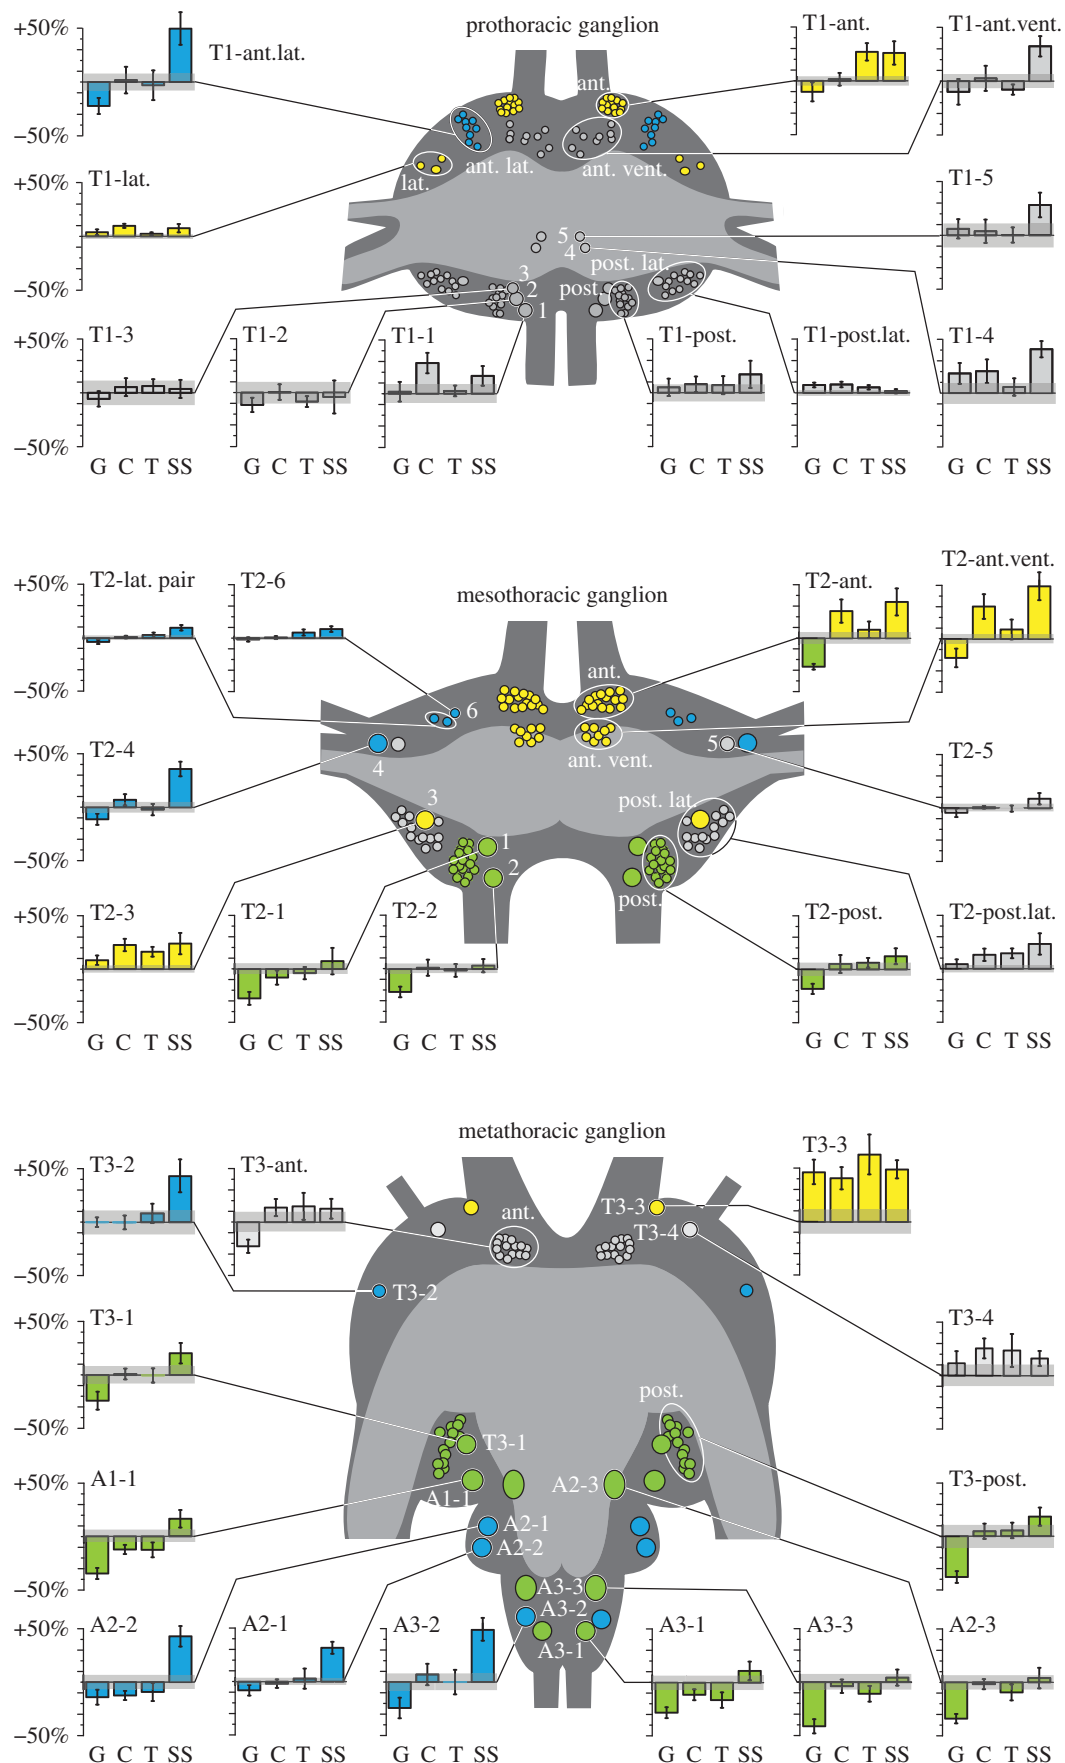 prothoracic ganglion
+50%
−50%
T1-ant.lat.
T1-ant.
T1-ant.vent.
ant.
ant. lat.
ant. vent.
lat.
+50%
−50%
T1-lat.
T1-5
5
4
post. lat.
post.
3
2
1
+50%
−50%
T1-3
T1-2
T1-1
T1-post.
T1-post.lat.
T1-4
G C T SS
G C T SS
G C T SS
G C T SS
G C T SS
G C T SS
mesothoracic ganglion
+50%
−50%
T2-lat. pair
T2-6
T2-ant.
T2-ant.vent.
ant.
6
ant. vent.
+50%
−50%
T2-4
T2-5
4
5
3
post. lat.
1
2
post.
+50%
−50%
T2-3
T2-1
T2-2
T2-post.
T2-post.lat.
G C T SS
G C T SS
G C T SS
G C T SS
G C T SS
metathoracic ganglion
+50%
−50%
T3-2
T3-ant.
T3-3
ant.
T3-3
T3-4
T3-2
+50%
−50%
T3-1
T3-4
post.
T3-1
+50%
−50%
A1-1
T3-post.
A1-1
A2-3
A2-1
A2-2
A3-3
A3-2
A3-1
+50%
−50%
A2-2
A2-1
A3-2
A3-1
A3-3
A2-3
G C T SS
G C T SS
G C T SS
G C T SS
G C T SS
G C T SS